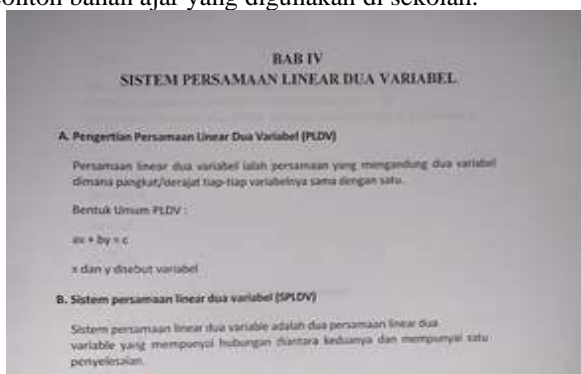 contoh bahan ajar yang digunakan di sekolah.
BAB IV
SISTEM PERSAMAAN LINEAR DUA VARIABEL
A. Pengertian Persamaan Linear Dua Variabel (PLDV)
Persamaan linear dua variabel ialah persamaan yang mengandung dua variabel
dimana pangkat/derajat tiap-tiap variabelnya sama dengan satu.
Bentuk Umum PLDV :
ax + by = c
x dan y disebut variabel
B. Sistem persamaan linear dua variabel (SPLDV)
Sistem persamaan linear dua variable adalah dua persamaan linear dua
variable yang mempunyai hubungan diantara keduanya dan mempunyai satu
penyelesaian.